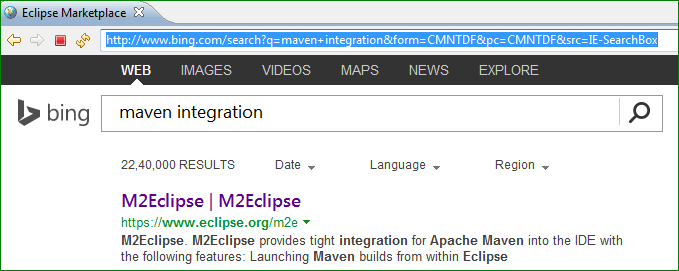 Eclipse Marketplace
http://www.bing.com/search?q=maven+integration&form=CMNTDF&pc=CMNTDF&src=IE-SearchBox
WEB IMAGES VIDEOS MAPS NEWS EXPLORE
bing maven integration
22,40,000 RESULTS Date Language Region
M2Eclipse | M2Eclipse
https://www.eclipse.org/m2e
M2Eclipse. M2Eclipse provides tight integration for Apache Maven into the IDE with
the following features: Launching Maven builds from within Eclipse